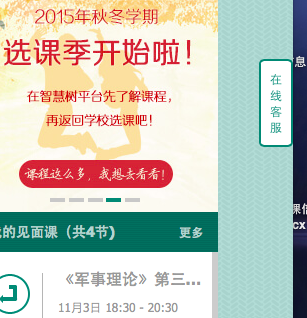 2015年秋冬学期
选课季开始啦！
在智慧树平台先了解课程，
再返回学校选课吧！
课程这么多，我想去看看！
在线客服
息
的见面课（共4节）
更多
《军事理论》第三...
11月3日 18:30 - 20:30
cx